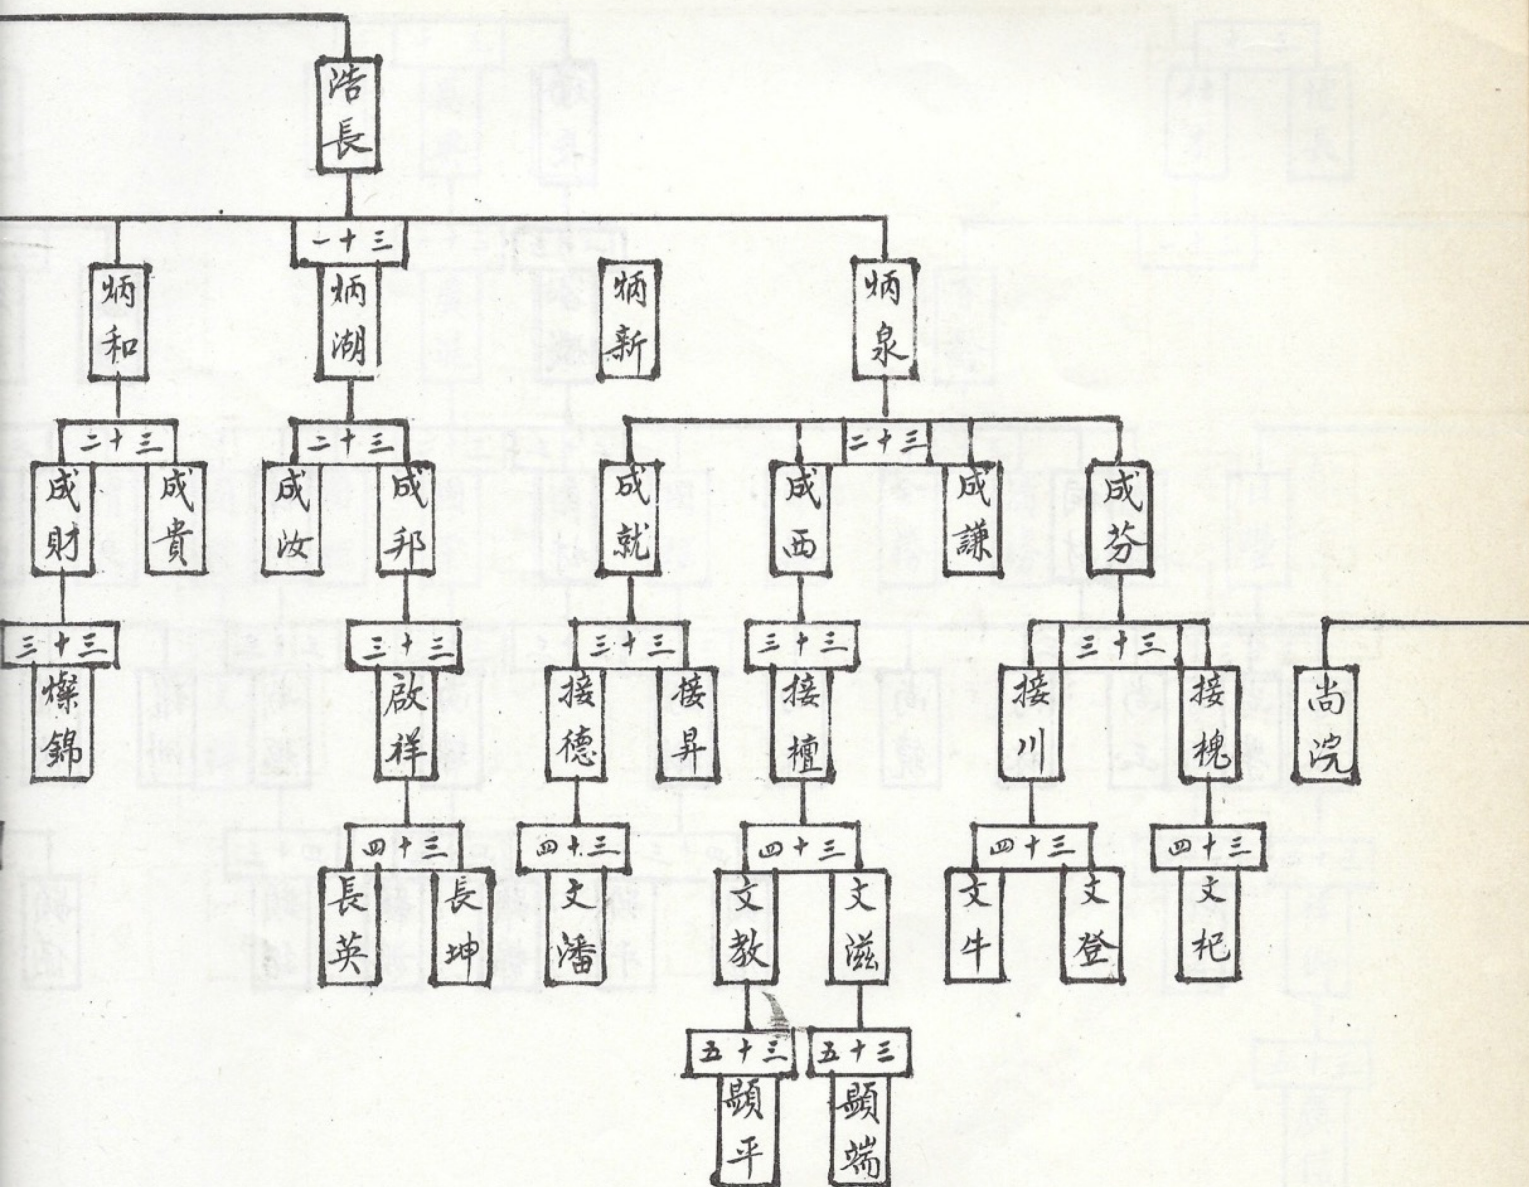 浩長
一十三
炳泉
炳新
炳湖
炳和
二十三
二十三
二十三
成芬
成謙
成西
成就
成邦
成汝
成貴
成財
三十三
三十三
三十三
三十三
三十三
尚浣
接槐
接川
接檀
接昇
接德
啟祥
燦錦
四十三
四十三
四十三
四十三
四十三
文杞
文登
文牛
文滋
文教
文潘
長坤
長英
五十三
五十三
顯端
顯平